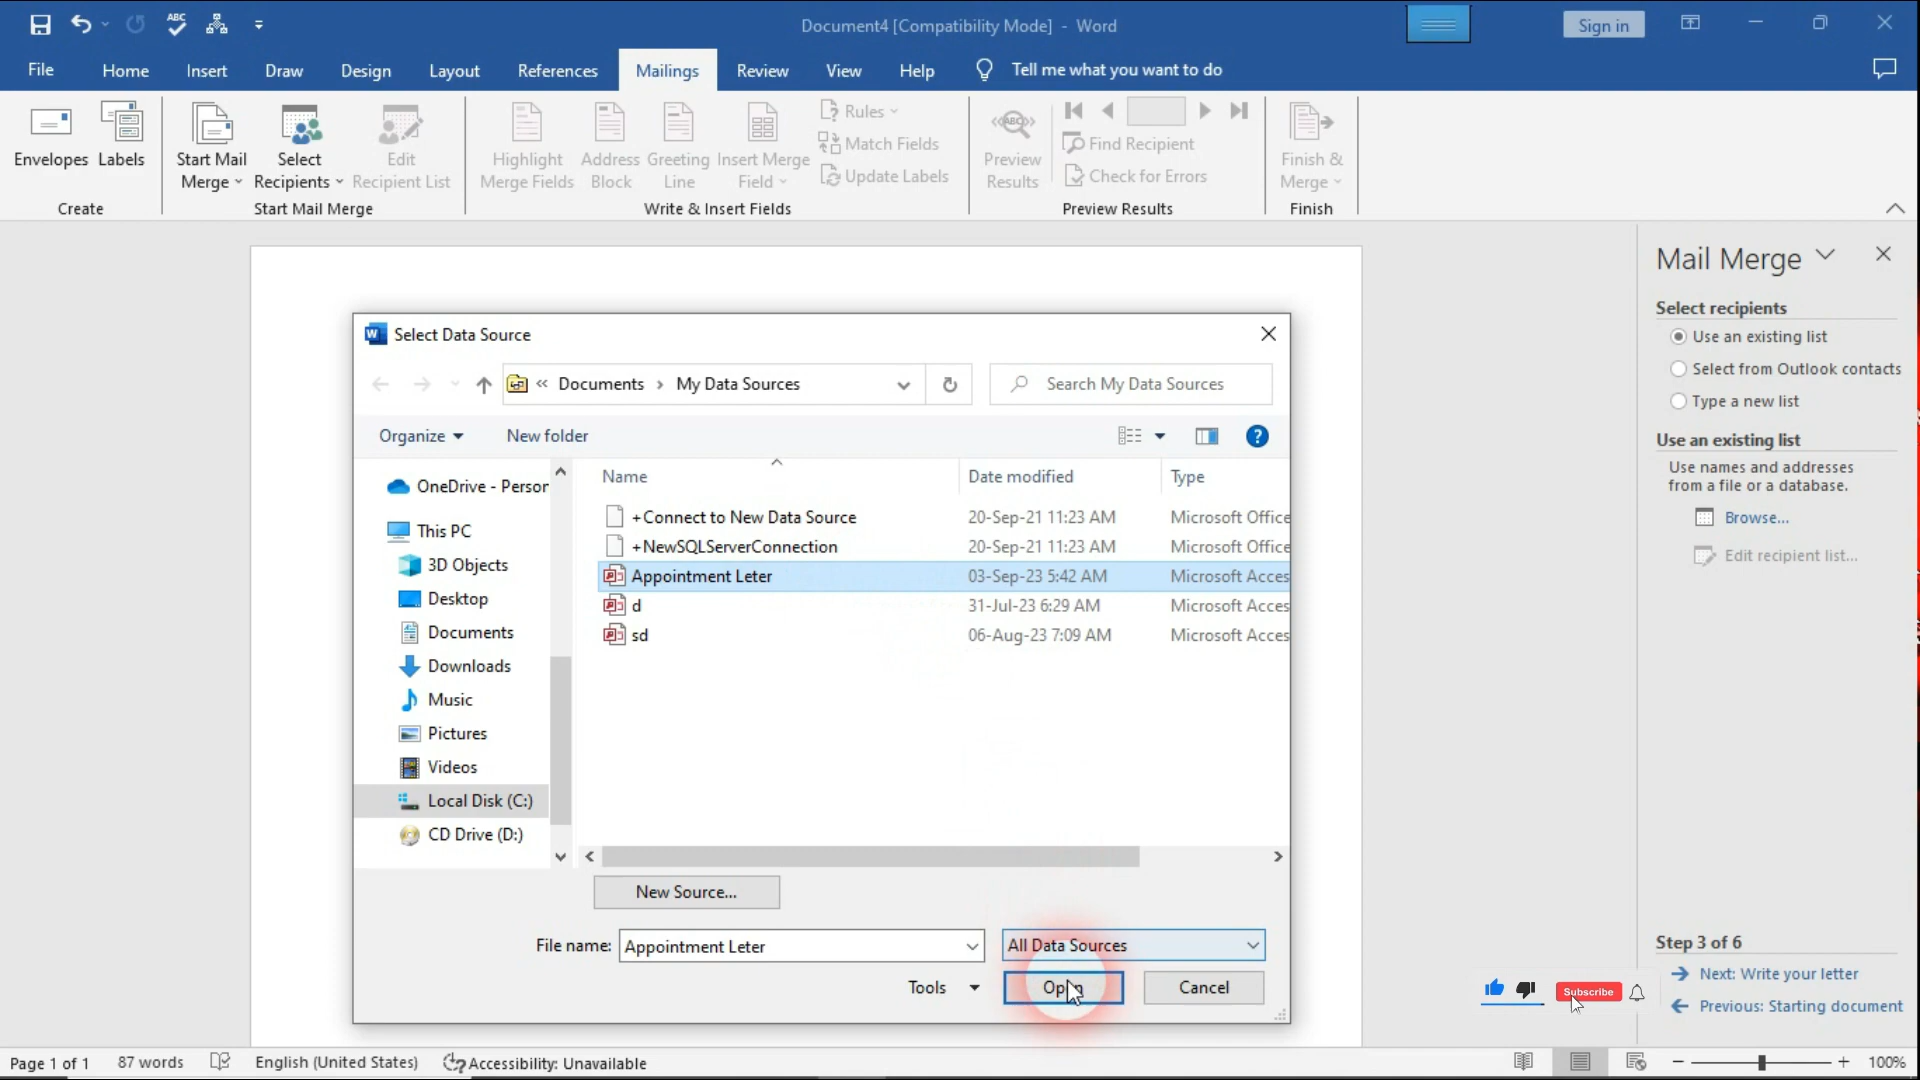 Document4 [Compatibility Mode] - Word
Sign in
File Home Insert Draw Design Layout References Mailings Review View Help Tell me what you want to do
Envelopes Labels
Create
Start Mail Merge
Select Recipients
Edit Recipient List
Start Mail Merge
Highlight Merge Fields
Address Block
Greeting Line
Insert Merge Field
Rules
Match Fields
Update Labels
Write & Insert Fields
Preview Results
Find Recipient
Check for Errors
Preview Results
Finish & Merge
Finish
Select Data Source
« Documents › My Data Sources
Search My Data Sources
Organize New folder
OneDrive - Person
This PC
3D Objects
Desktop
Documents
Downloads
Music
Pictures
Videos
Local Disk (C:)
CD Drive (D:)
Name Date modified Type
+Connect to New Data Source 20-Sep-21 11:23 AM Microsoft Office
+NewSQLServerConnection 20-Sep-21 11:23 AM Microsoft Office
Appointment Leter 03-Sep-23 5:42 AM Microsoft Acces
d 31-Jul-23 6:29 AM Microsoft Acces
sd 06-Aug-23 7:09 AM Microsoft Acces
New Source...
File name: Appointment Leter All Data Sources
Tools Open Cancel
Mail Merge
Select recipients
Use an existing list
Select from Outlook contacts
Type a new list
Use an existing list
Use names and addresses
from a file or a database.
Browse...
Edit recipient list...
Step 3 of 6
Next: Write your letter
Previous: Starting document
Subscribe
Page 1 of 1 87 words English (United States) Accessibility: Unavailable 100%